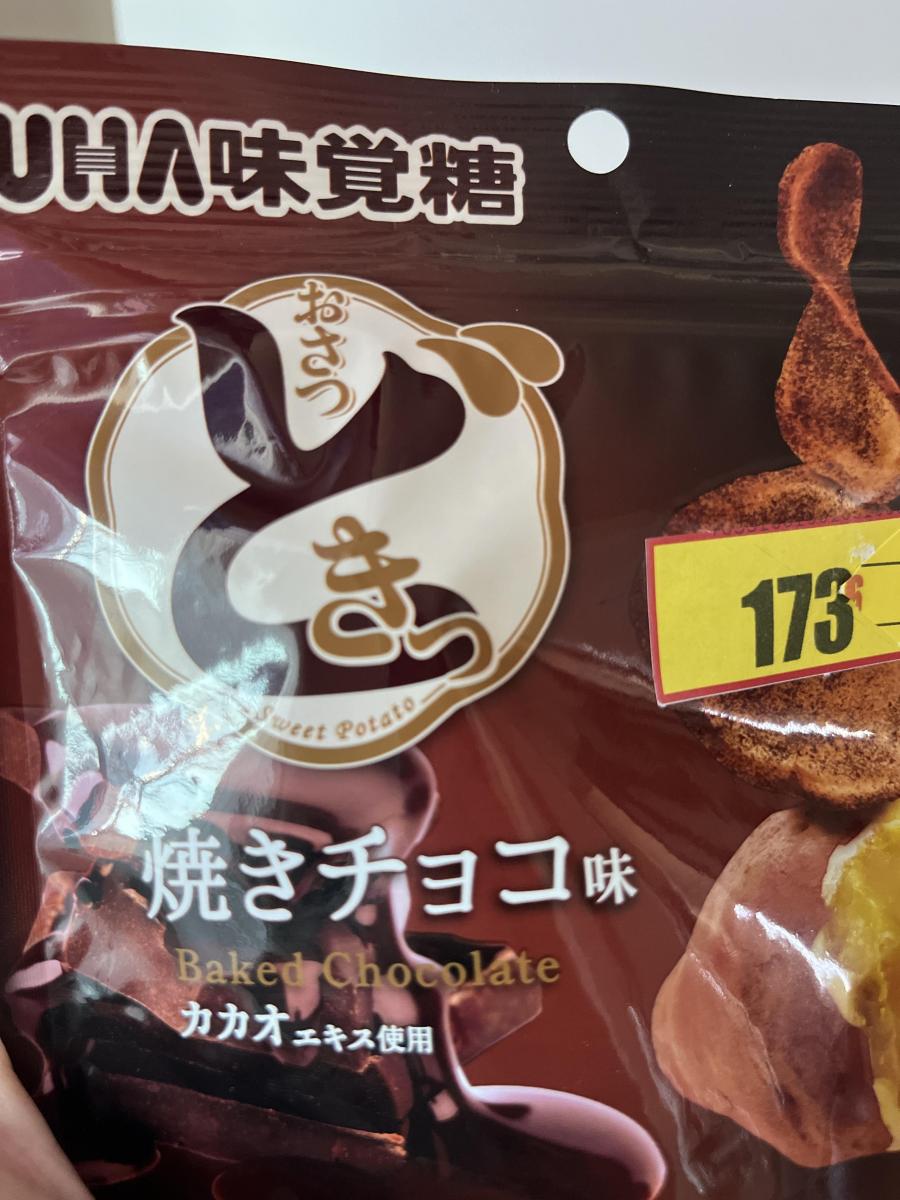 UHA味覚糖
おさつ
どきっ
Sweet Potato
173
6
焼きチョコ味
Baked Chocolate
カカオエキス使用